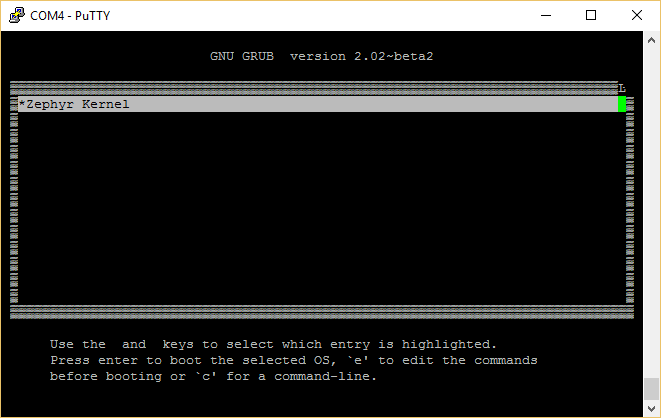 COM4 - PuTTY
GNU GRUB  version 2.02~beta2
*Zephyr Kernel
Use the  and  keys to select which entry is highlighted.
Press enter to boot the selected OS, `e' to edit the commands
before booting or `c' for a command-line.